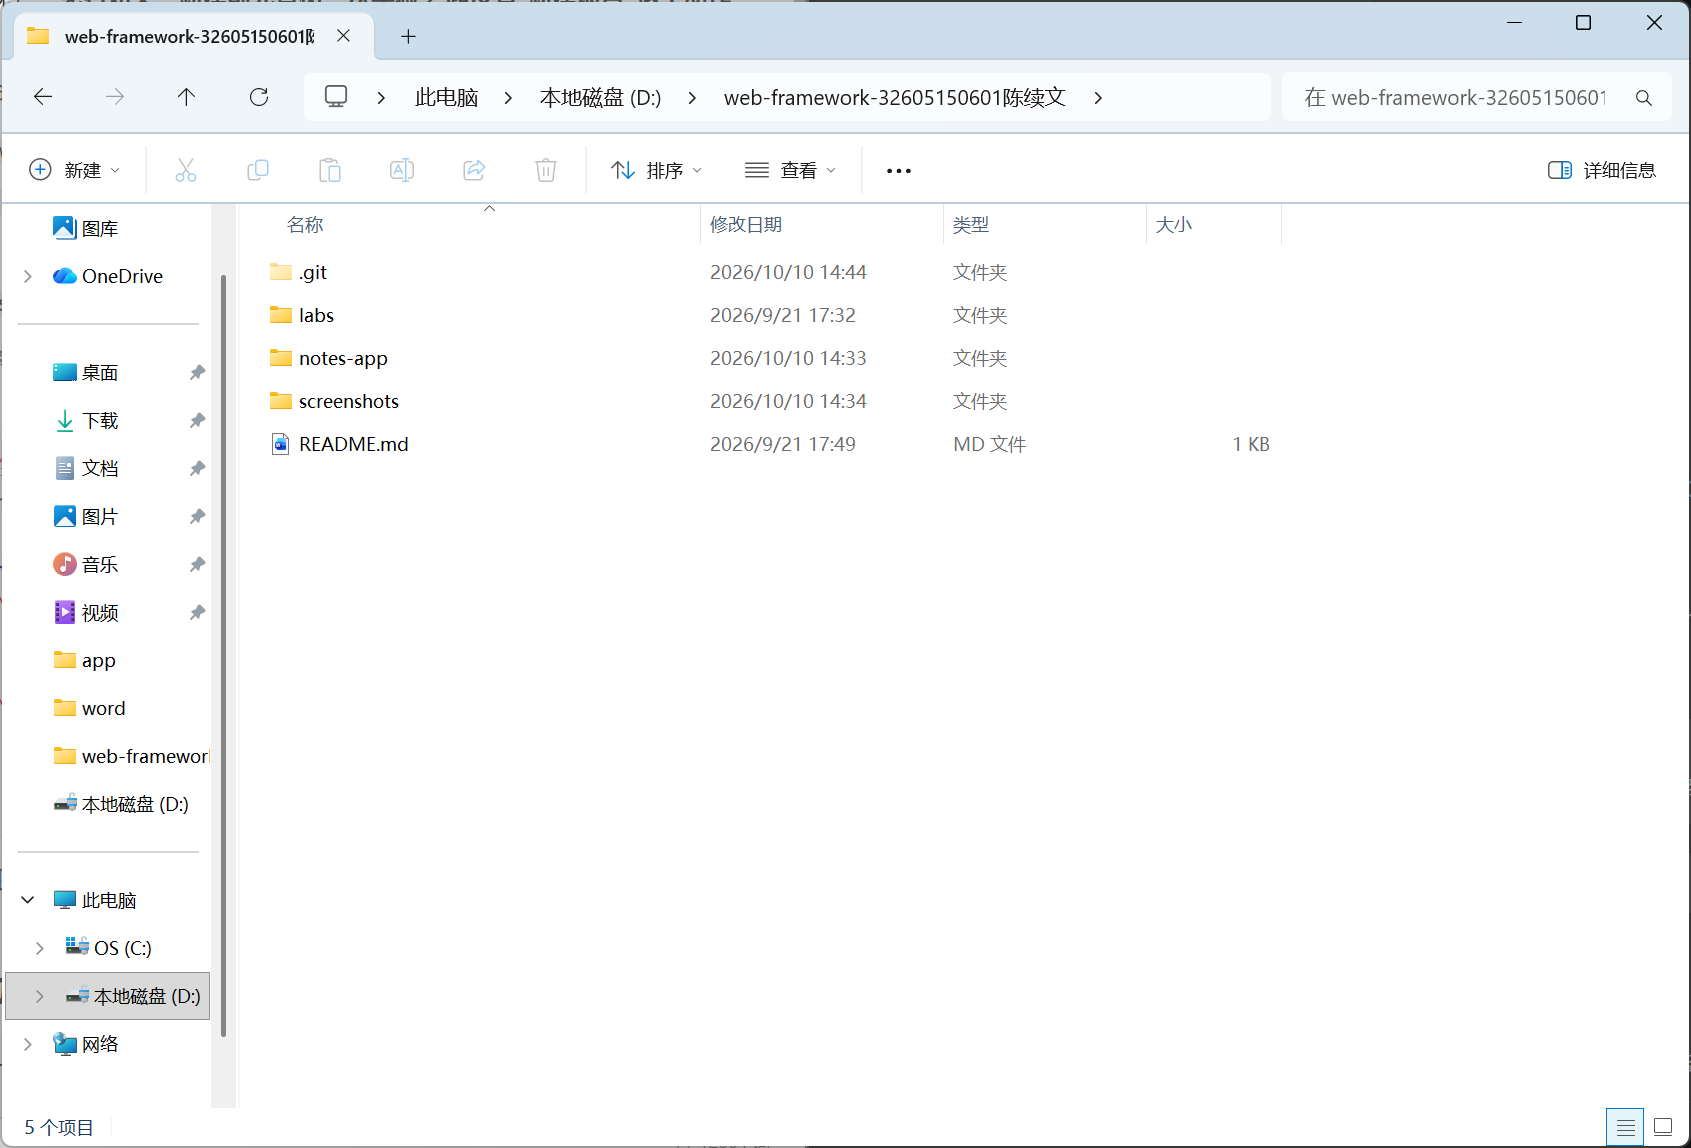 web-framework-32605150601陈
此电脑
本地磁盘 (D:)
web-framework-32605150601陈续文
在 web-framework-32605150601
新建
排序
查看
详细信息
图库
OneDrive
桌面
下载
文档
图片
音乐
视频
app
word
web-framewor
本地磁盘 (D:)
此电脑
OS (C:)
本地磁盘 (D:)
网络
名称 修改日期 类型 大小
.git 2026/10/10 14:44 文件夹
labs 2026/9/21 17:32 文件夹
notes-app 2026/10/10 14:33 文件夹
screenshots 2026/10/10 14:34 文件夹
README.md 2026/9/21 17:49 MD 文件 1 KB
5 个项目